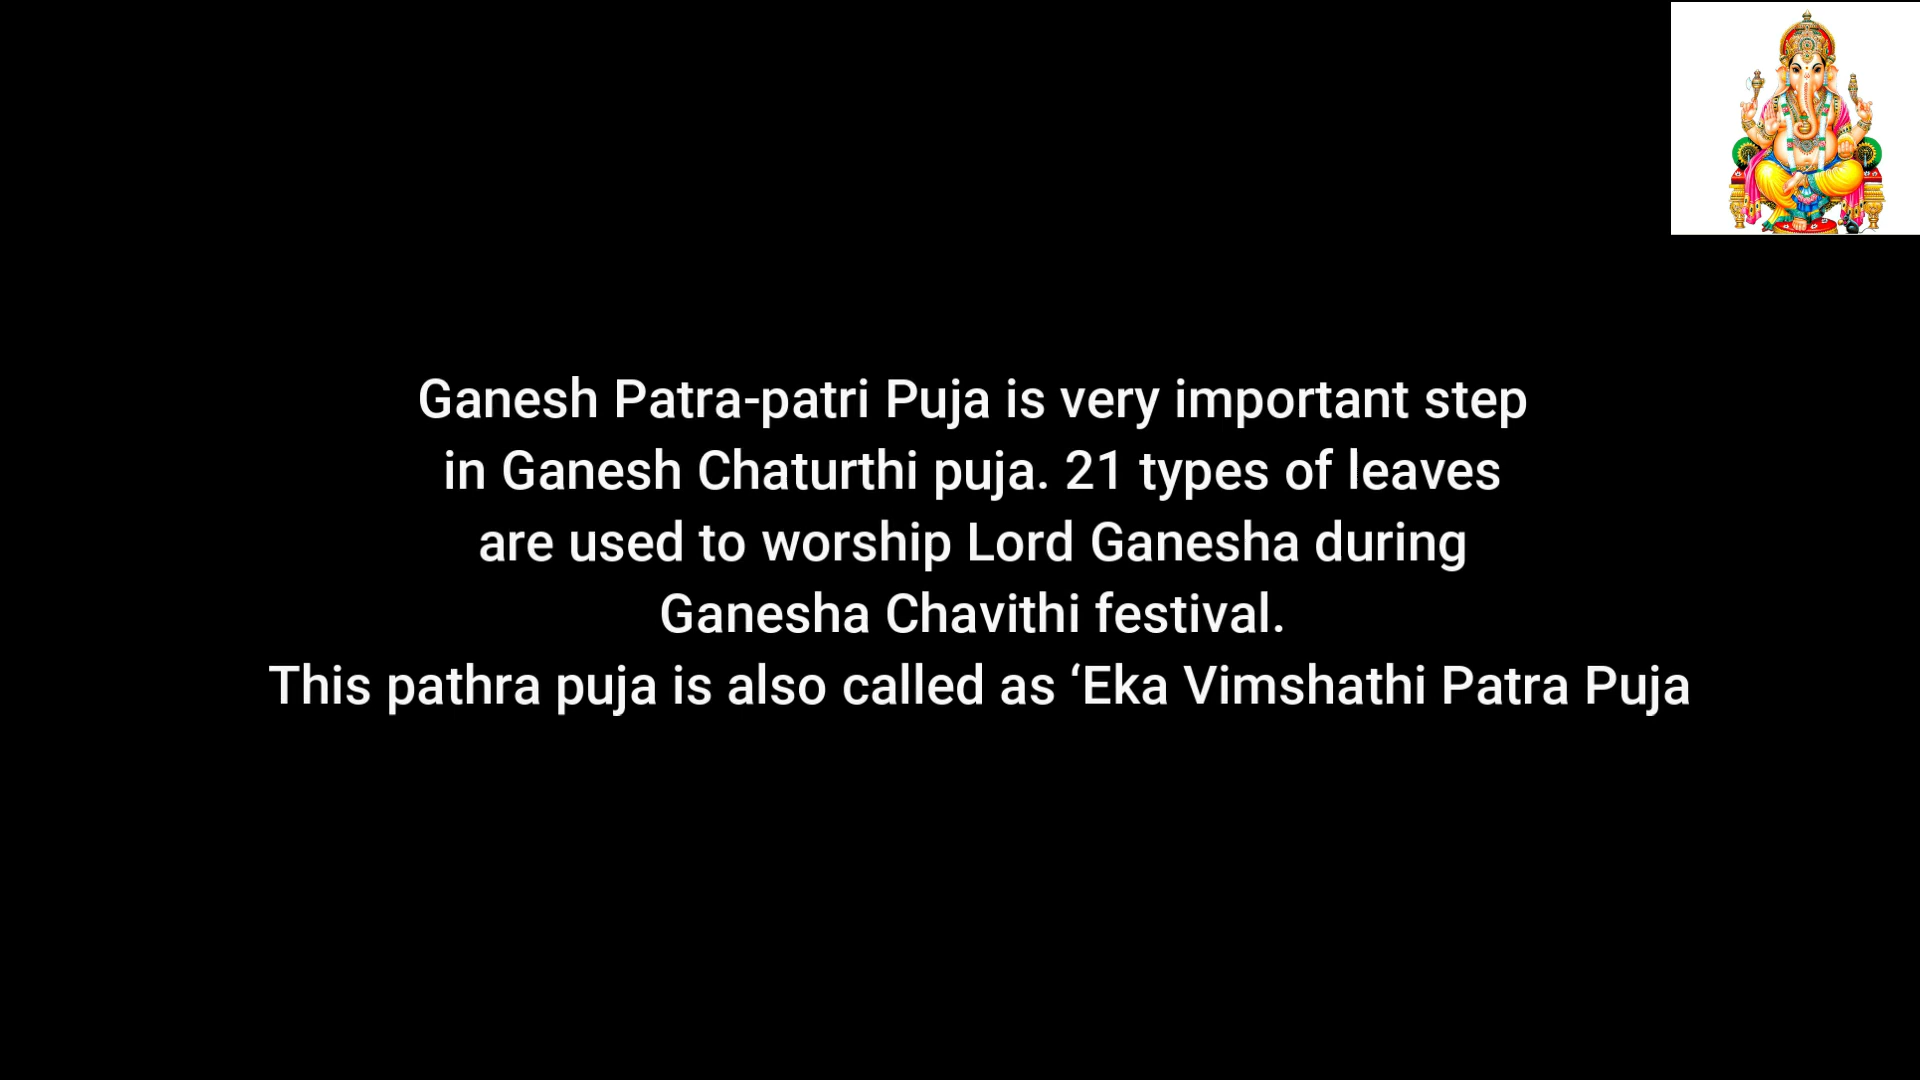 Ganesh Patra-patri Puja is very important step
in Ganesh Chaturthi puja. 21 types of leaves
are used to worship Lord Ganesha during
Ganesha Chavithi festival.
This pathra puja is also called as ‘Eka Vimshathi Patra Puja